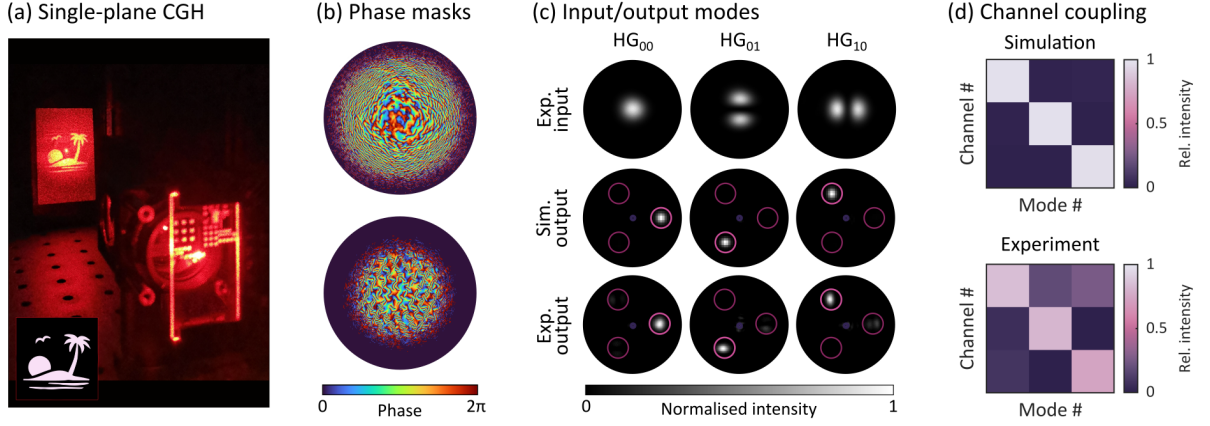 (a) Single-plane CGH
(b) Phase masks
(c) Input/output modes
(d) Channel coupling
HG00
HG01
HG10
Exp. input
Sim. output
Exp. output
0
Phase
2π
0
Normalised intensity
1
Simulation
Channel #
Mode #
1
0.5
0
Rel. intensity
Experiment
Channel #
Mode #
1
0.5
0
Rel. intensity